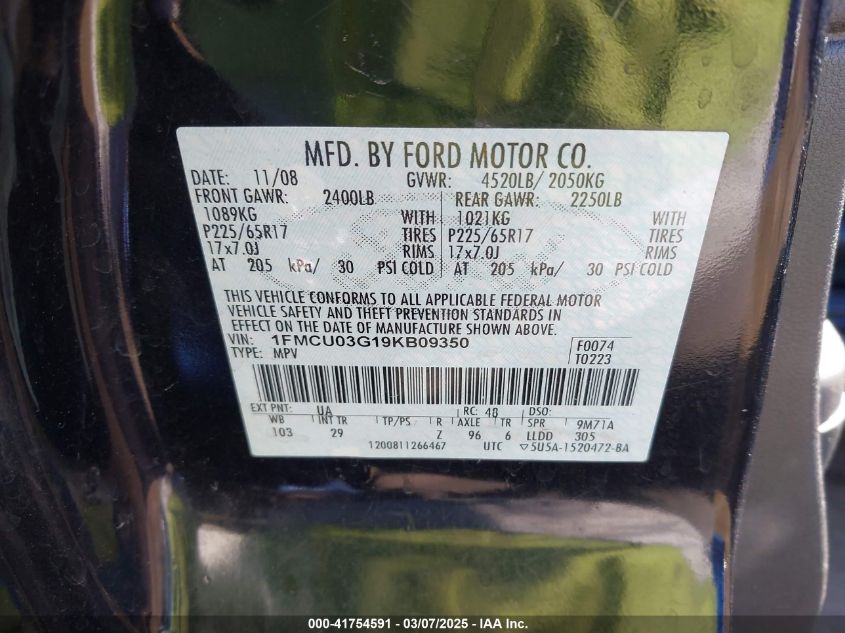 MFD. BY FORD MOTOR CO.
DATE: 11/08 GVWR: 4520LB/ 2050KG
FRONT GAWR: 2400LB REAR GAWR: 2250LB
1089KG WITH 1021KG WITH
P225/65R17 TIRES P225/65R17 TIRES
17x7.0J RIMS 17x7.0J RIMS
AT 205 kPa/ 30 PSI COLD AT 205 kPa/ 30 PSI COLD
THIS VEHICLE CONFORMS TO ALL APPLICABLE FEDERAL MOTOR
VEHICLE SAFETY AND THEFT PREVENTION STANDARDS IN
EFFECT ON THE DATE OF MANUFACTURE SHOWN ABOVE.
VIN: 1FMCU03G19KB09350 F0074
TYPE: MPV T0223
EXT PNT: UA RC: 48 DSO:
WB INT TR TP/PS R AXLE TR SPR 9M71A
103 29 Z 96 6 LLDD 305
1200811266467 UTC ▽5U5A-1520472-BA
000-41754591 - 03/07/2025 - IAA Inc.